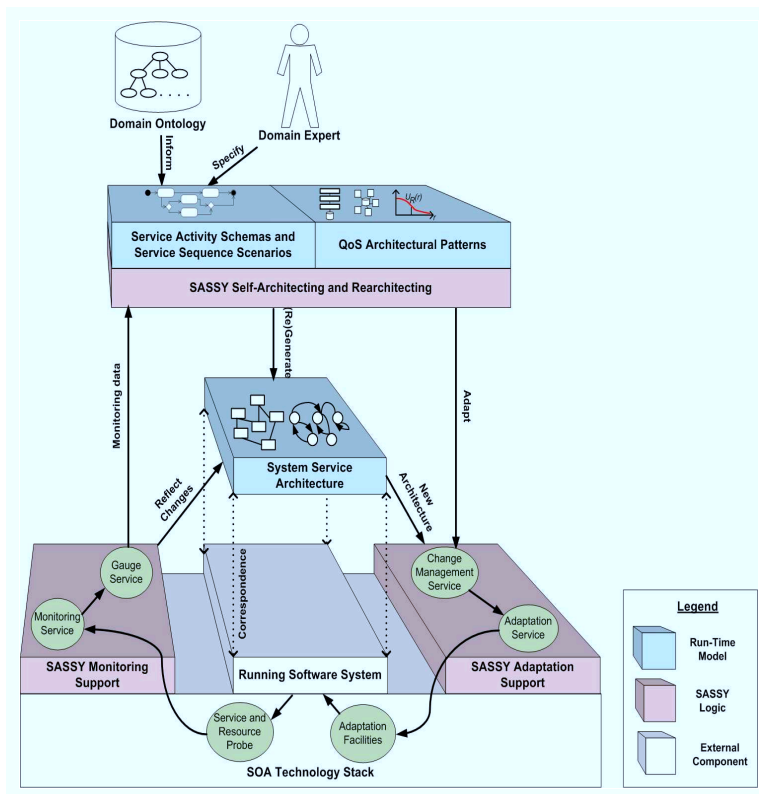 Domain Ontology
Domain Expert
Inform
Specify
U_R(r)
r
Service Activity Schemas and
Service Sequence Scenarios
QoS Architectural Patterns
SASSY Self-Architecting and Rearchitecting
Monitoring data
(Re)Generate
Adapt
System Service
Architecture
Reflect
Changes
New
Architecture
Correspondence
Gauge
Service
Monitoring
Service
Change
Management
Service
Adaptation
Service
SASSY Monitoring
Support
Running Software System
SASSY Adaptation
Support
Service and
Resource
Probe
Adaptation
Facilities
SOA Technology Stack
Legend
Run-Time
Model
SASSY
Logic
External
Component